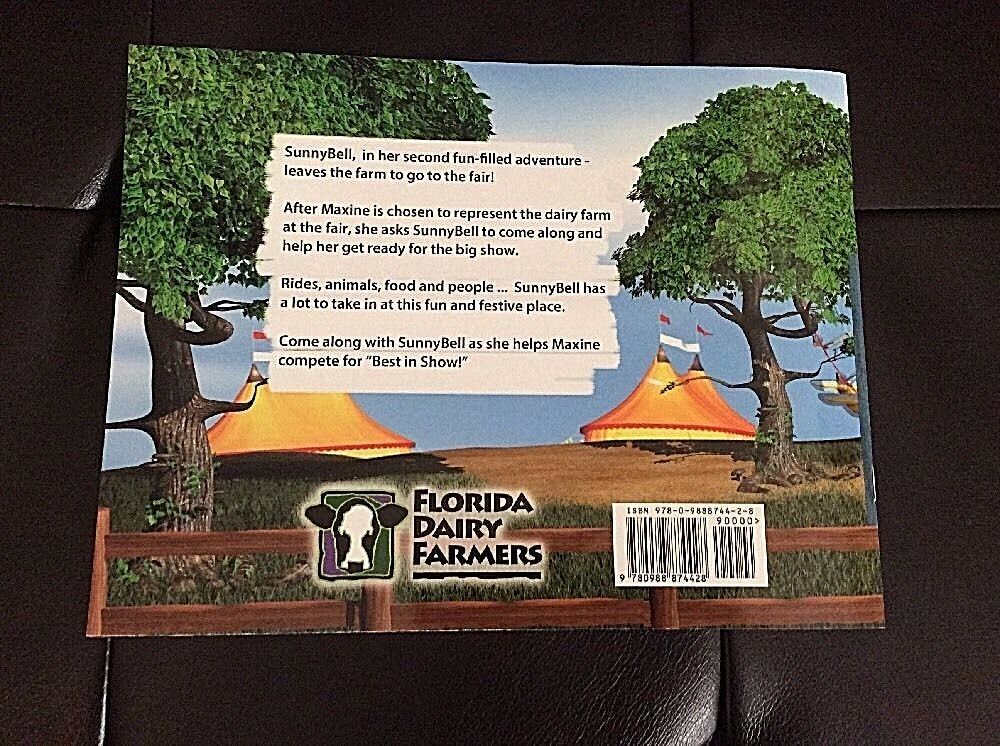 SunnyBell, in her second fun-filled adventure -
leaves the farm to go to the fair!
After Maxine is chosen to represent the dairy farm
at the fair, she asks SunnyBell to come along and
help her get ready for the big show.
Rides, animals, food and people ... SunnyBell has
a lot to take in at this fun and festive place.
Come along with SunnyBell as she helps Maxine
compete for “Best in Show!”
FLORIDA
DAIRY
FARMERS
ISBN 978-0-9888744-2-8
90000>
9 780988 874428